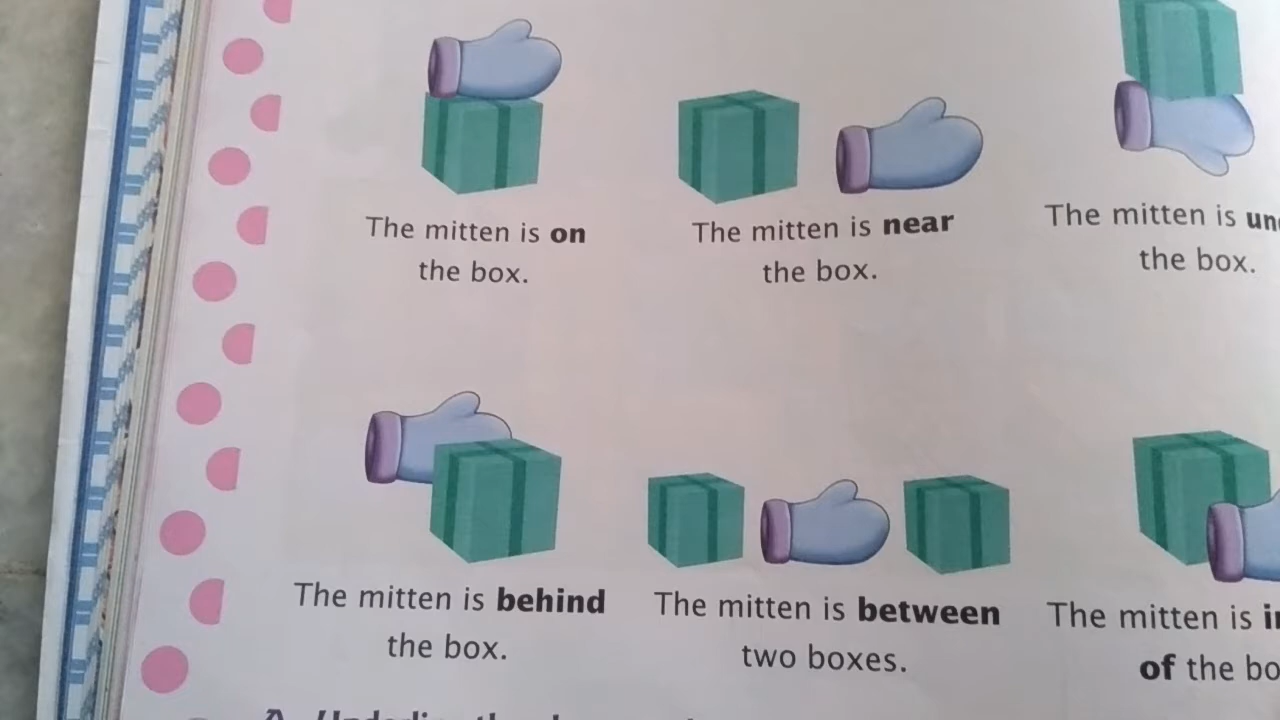 The mitten is on
the box.
The mitten is near
the box.
The mitten is
the box.
The mitten is behind
the box.
The mitten is between
two boxes.
The mitten is
of the